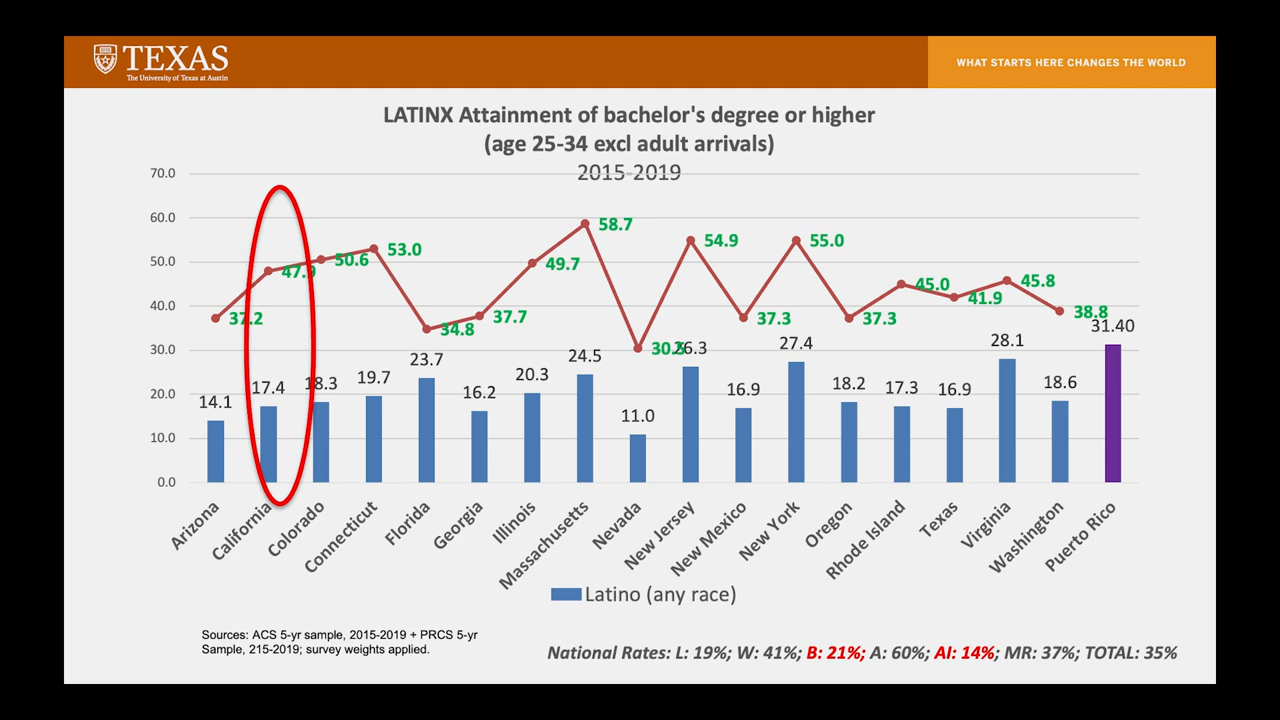 TEXAS
The University of Texas at Austin
WHAT STARTS HERE CHANGES THE WORLD
LATINX Attainment of bachelor's degree or higher
(age 25-34 excl adult arrivals)
2015-2019
70.0
60.0
50.0
40.0
30.0
20.0
10.0
0.0
37.2
47.9
50.6
53.0
34.8
37.7
49.7
58.7
30.5
54.9
37.3
55.0
37.3
45.0
41.9
45.8
38.8
14.1
17.4
18.3
19.7
23.7
16.2
20.3
24.5
11.0
26.3
16.9
27.4
18.2
17.3
16.9
28.1
18.6
31.40
Arizona
California
Colorado
Connecticut
Florida
Georgia
Illinois
Massachusetts
Nevada
New Jersey
New Mexico
New York
Oregon
Rhode Island
Texas
Virginia
Washington
Puerto Rico
Latino (any race)
Sources: ACS 5-yr sample, 2015-2019 + PRCS 5-yr
Sample, 215-2019; survey weights applied.
National Rates: L: 19%; W: 41%; B: 21%; A: 60%; AI: 14%; MR: 37%; TOTAL: 35%